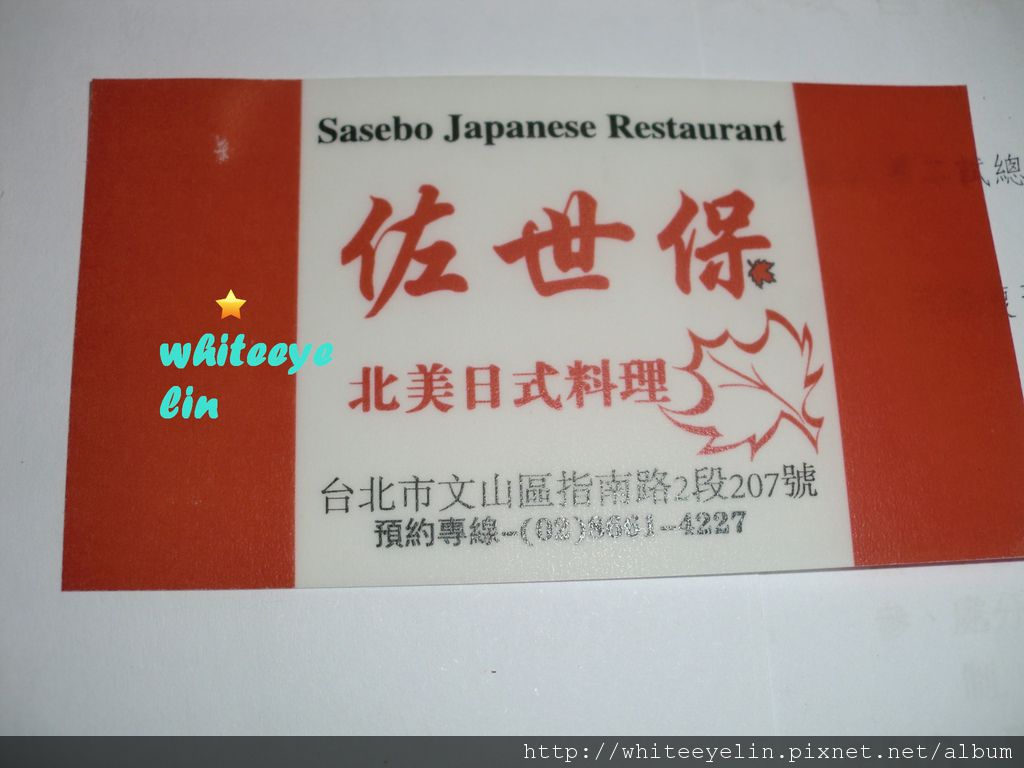 Sasebo Japanese Restaurant
佐世保
北美日式料理
台北市文山區指南路2段207號
預約專線-(02)8661-4227
whiteeye
lin
http://whiteeyelin.pixnet.net/album